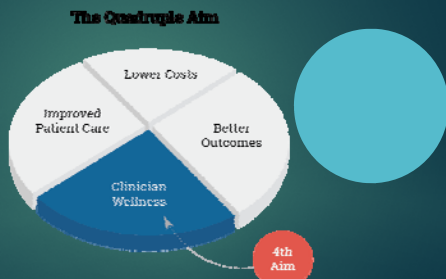 The Quadruple Aim
Lower Costs
Improved
Patient Care
Better
Outcomes
Clinician
Wellness
4th
Aim